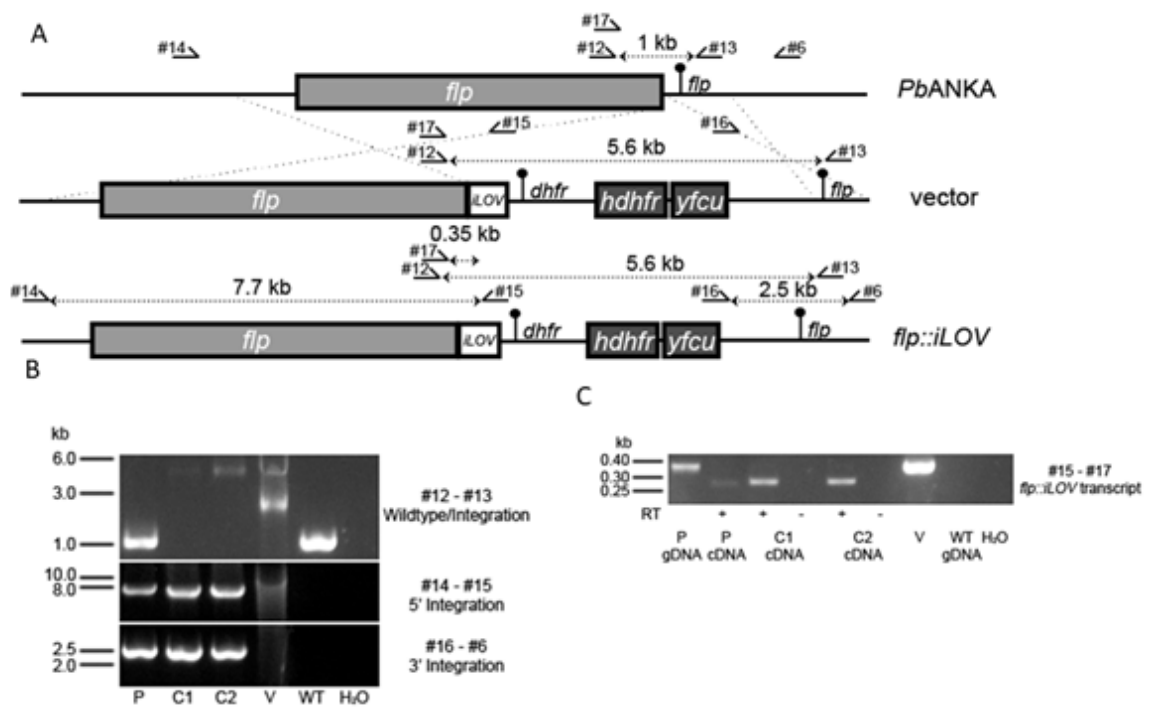 A
#17
#14 #12 1 kb #13 #6
flp flp PbANKA
#17 #15 #16
#12 5.6 kb #13
flp iLOV dhfr hdhfr yfcu flp vector
0.35 kb
#17
#12 5.6 kb #13
#14 7.7 kb #15 #16 2.5 kb #6
flp iLOV dhfr hdhfr yfcu flp flp::iLOV
B
C
kb
6.0
3.0
1.0
#12 - #13
Wildtype/Integration
10.0
8.0
#14 - #15
5' Integration
2.5
2.0
#16 - #6
3' Integration
P C1 C2 V WT H₂O
kb
0.40
0.30
0.25
#15 - #17
flp::iLOV transcript
RT + + - + -
P P C1 C2 V WT H₂O
gDNA cDNA cDNA cDNA gDNA